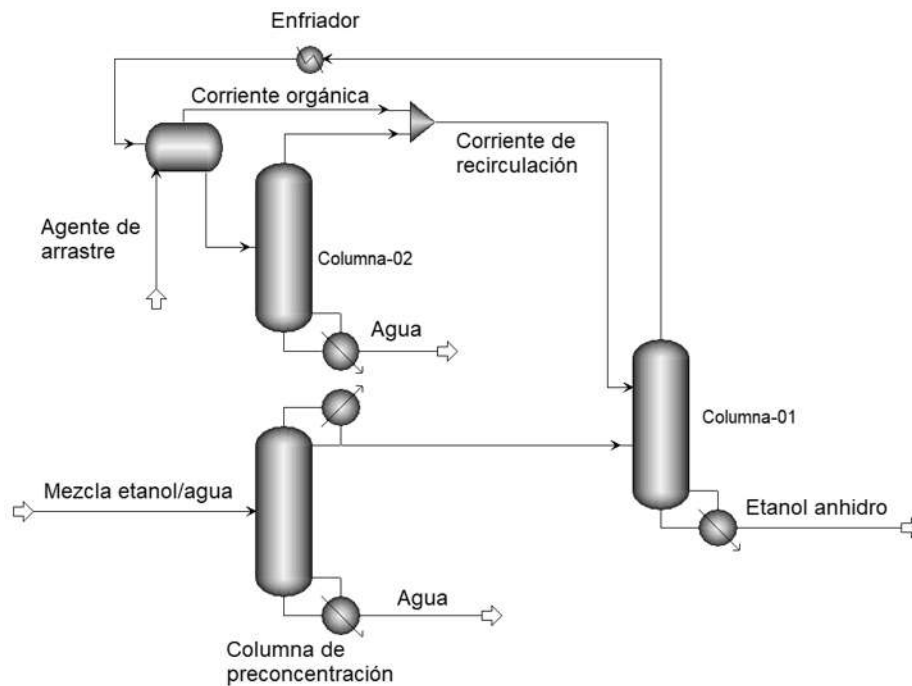 Enfriador
Corriente orgánica
Corriente de
recirculación
Agente de
arrastre
Columna-02
Agua
Columna-01
Mezcla etanol/agua
Etanol anhidro
Agua
Columna de
preconcentración